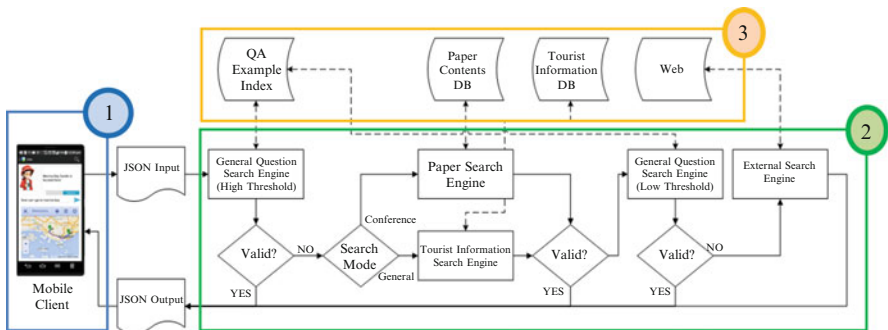 3
QA
Example
Index
Paper
Contents
DB
Tourist
Information
DB
Web
1
2
JSON Input
General Question
Search Engine
(High Threshold)
Paper Search
Engine
General Question
Search Engine
(Low Threshold)
External Search
Engine
Conference
Valid?
NO
Search
Mode
Tourist Information
Search Engine
Valid?
Valid?
NO
General
Mobile
Client
JSON Output
YES
YES
YES